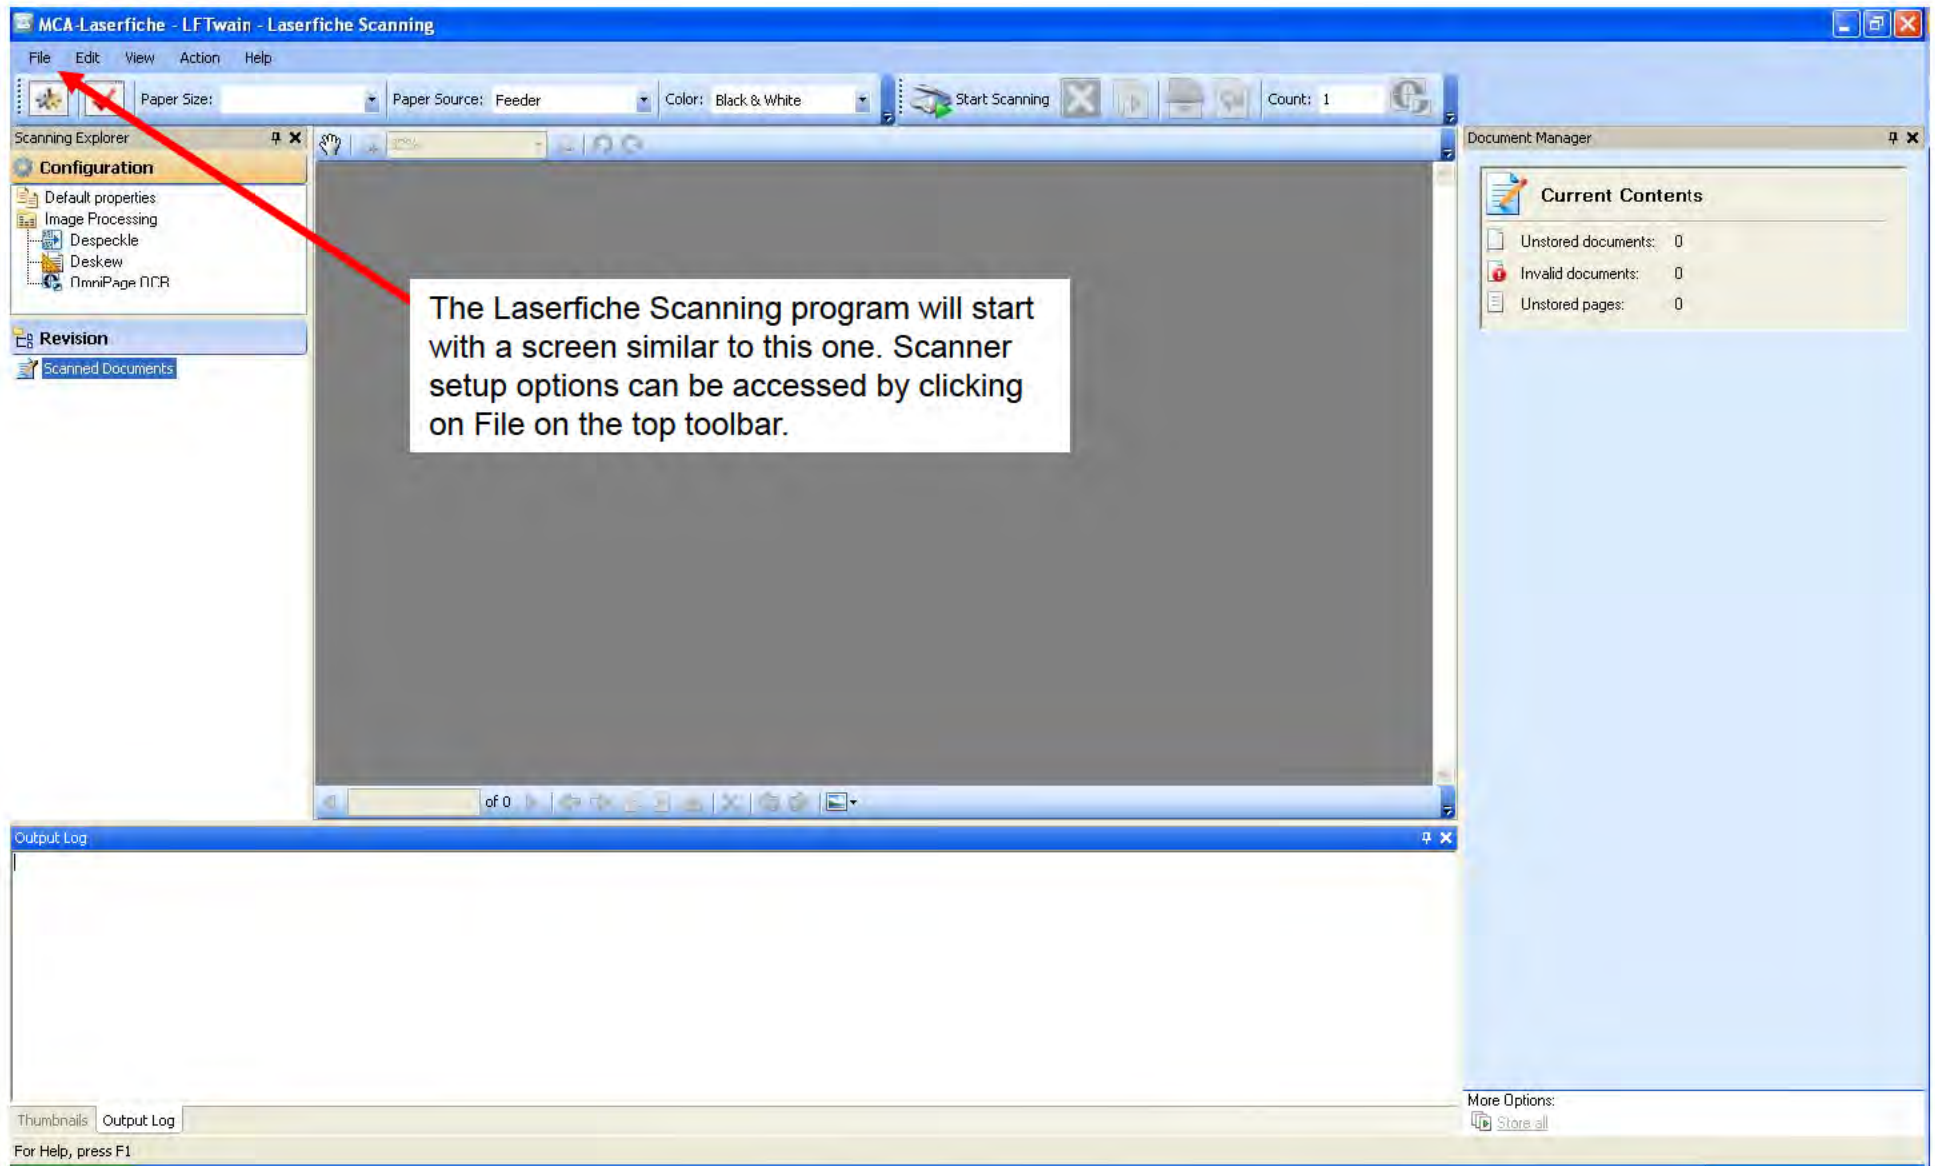 MCA-Laserfiche - LFTwain - Laserfiche Scanning
File Edit View Action Help
Paper Size: Paper Source: Feeder Color: Black & White Start Scanning Count: 1
Scanning Explorer
Configuration
Default properties
Image Processing
Despeckle
Deskew
OmniPage OCR
Revision
Scanned Documents
The Laserfiche Scanning program will start
with a screen similar to this one. Scanner
setup options can be accessed by clicking
on File on the top toolbar.
of 0
Document Manager
Current Contents
Unstored documents: 0
Invalid documents: 0
Unstored pages: 0
Output Log
Thumbnails Output Log
More Options:
Store all
For Help, press F1